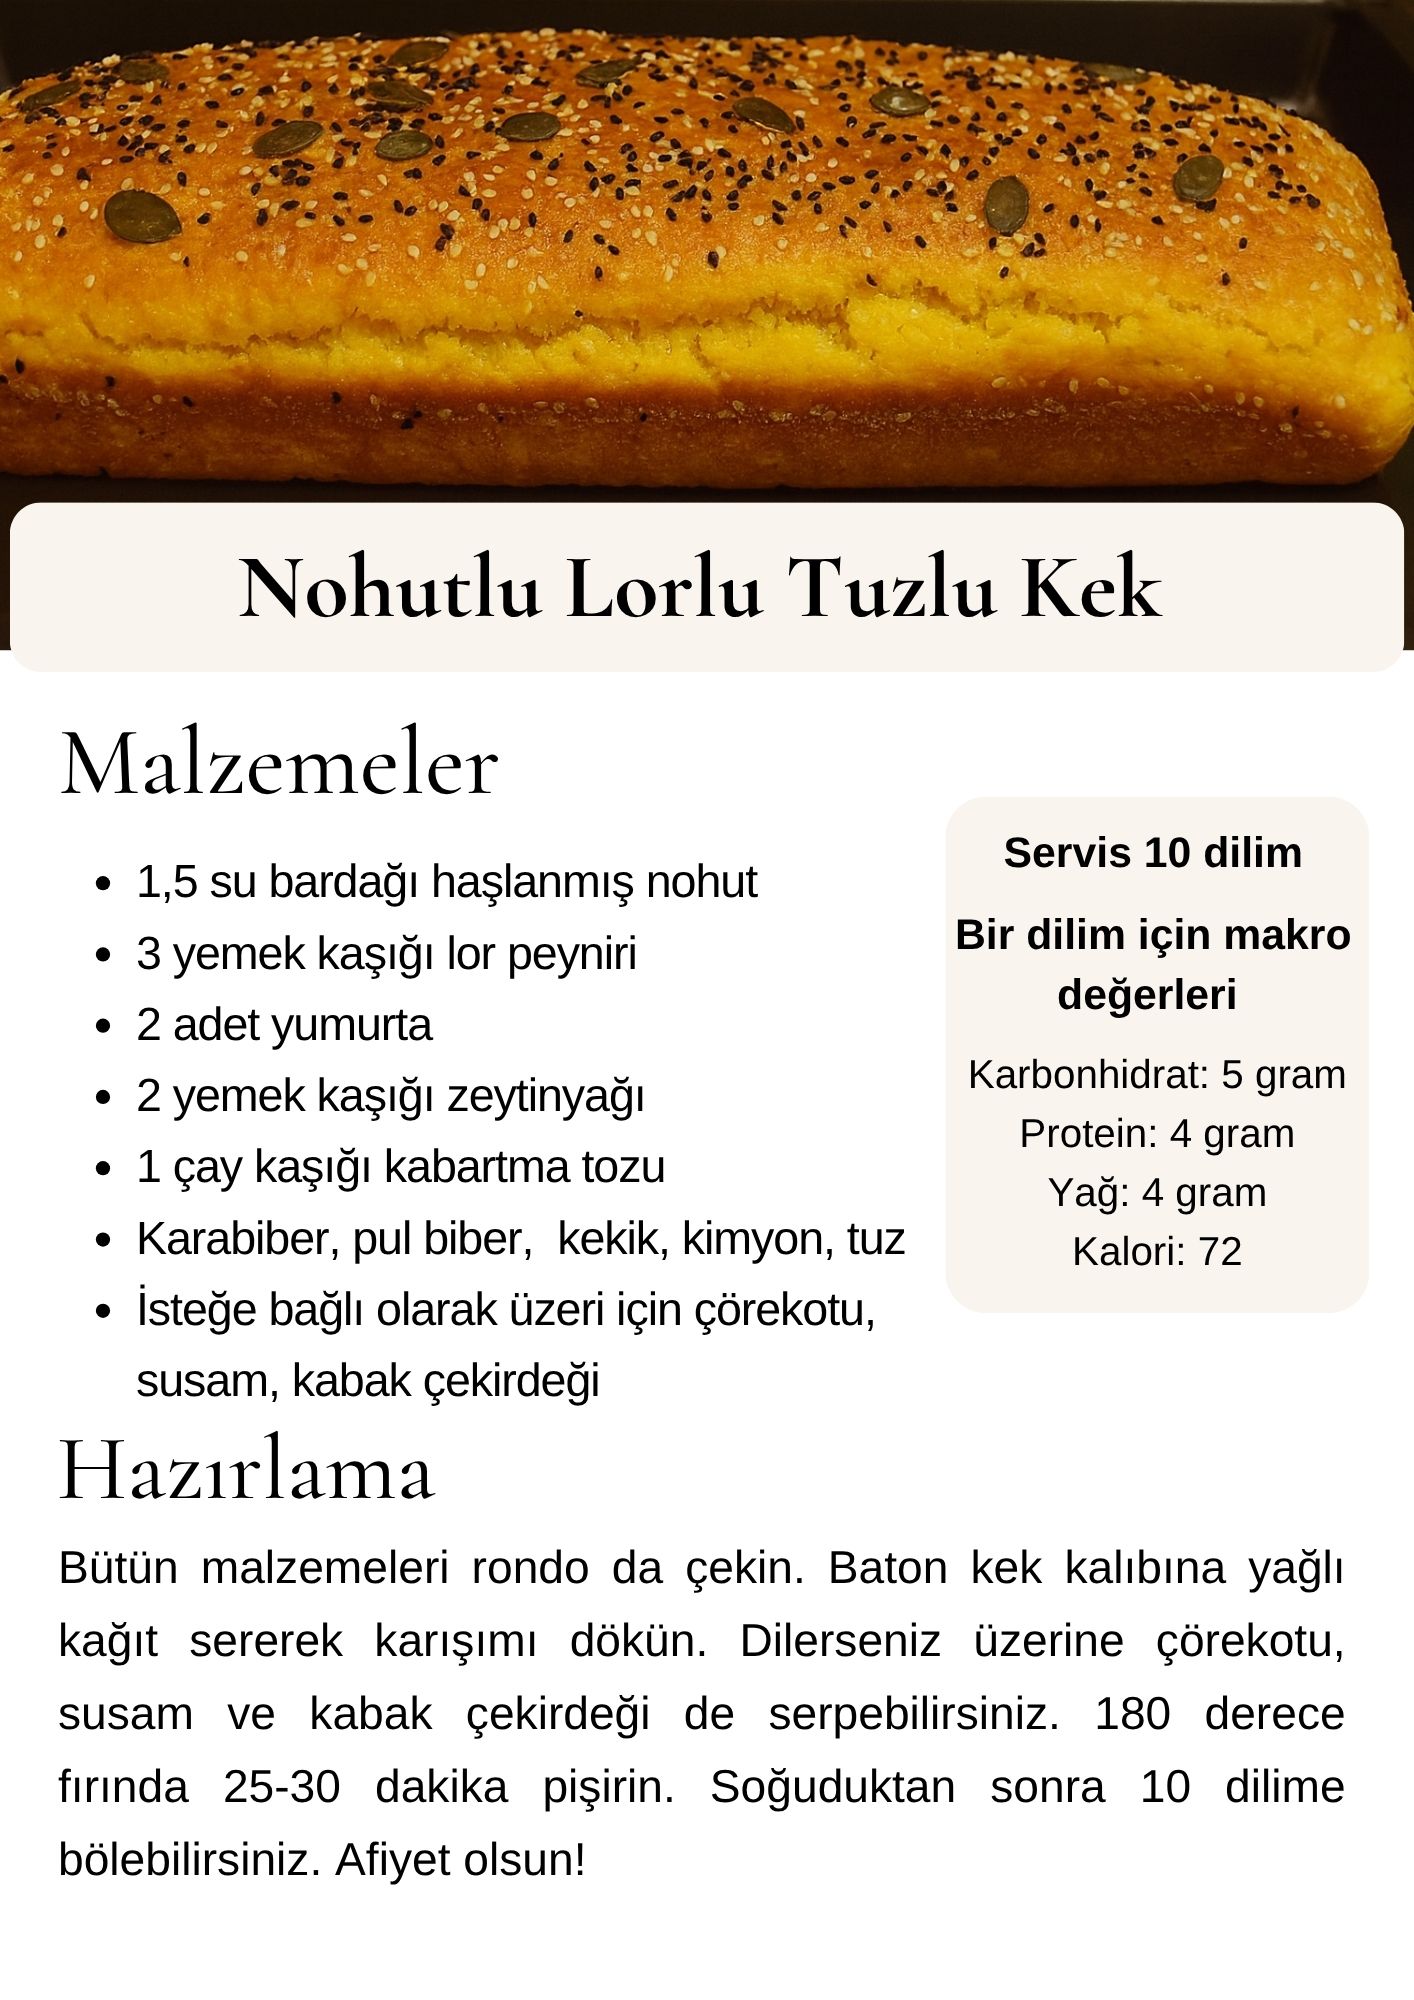 Nohutlu Lorlu Tuzlu Kek
Malzemeler
• 1,5 su bardağı haşlanmış nohut
• 3 yemek kaşığı lor peyniri
• 2 adet yumurta
• 2 yemek kaşığı zeytinyağı
• 1 çay kaşığı kabartma tozu
• Karabiber, pul biber,  kekik, kimyon, tuz
• İsteğe bağlı olarak üzeri için çörekotu,
susam, kabak çekirdeği
Servis 10 dilim
Bir dilim için makro
değerleri
Karbonhidrat: 5 gram
Protein: 4 gram
Yağ: 4 gram
Kalori: 72
Hazırlama
Bütün malzemeleri rondo da çekin. Baton kek kalıbına yağlı
kağıt sererek karışımı dökün. Dilerseniz üzerine çörekotu,
susam ve kabak çekirdeği de serpebilirsiniz. 180 derece
fırında 25-30 dakika pişirin. Soğuduktan sonra 10 dilime
bölebilirsiniz. Afiyet olsun!